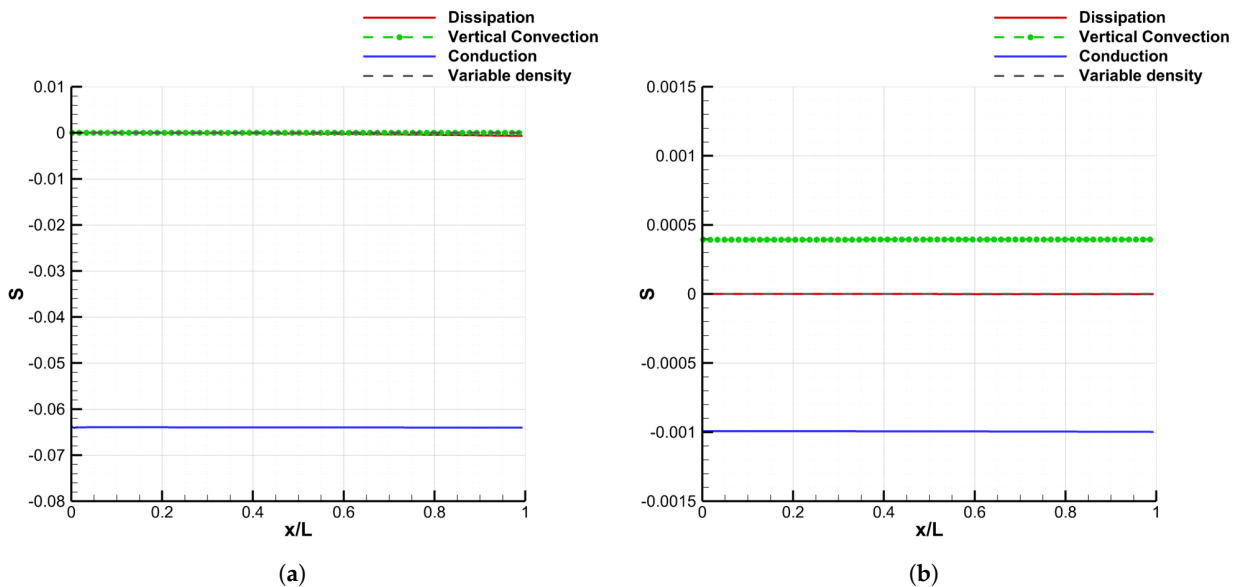 Dissipation
Vertical Convection
Conduction
Variable density
0.01
0
-0.01
-0.02
-0.03
-0.04
-0.05
-0.06
-0.07
-0.08
S
0 0.2 0.4 0.6 0.8 1
x/L
(a)
Dissipation
Vertical Convection
Conduction
Variable density
0.0015
0.001
0.0005
0
-0.0005
-0.001
-0.0015
S
0 0.2 0.4 0.6 0.8 1
x/L
(b)